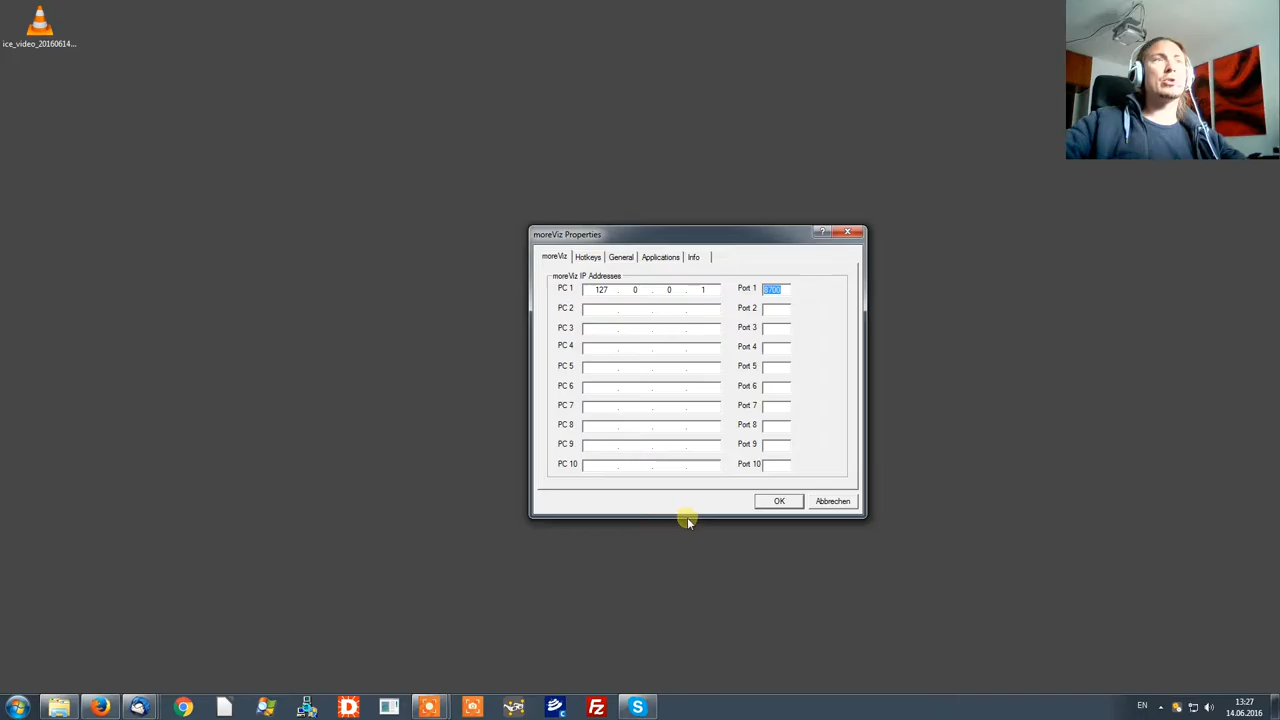 ice_video_20160614...
moreViz Properties
moreViz Hotkeys General Applications Info
moreViz IP Addresses
PC 1 127 . 0 . 0 . 1 Port 1 8700
PC 2 . . . Port 2
PC 3 . . . Port 3
PC 4 . . . Port 4
PC 5 . . . Port 5
PC 6 . . . Port 6
PC 7 . . . Port 7
PC 8 . . . Port 8
PC 9 . . . Port 9
PC 10 . . . Port 10
OK Abbrechen
EN 13:27
14.06.2016